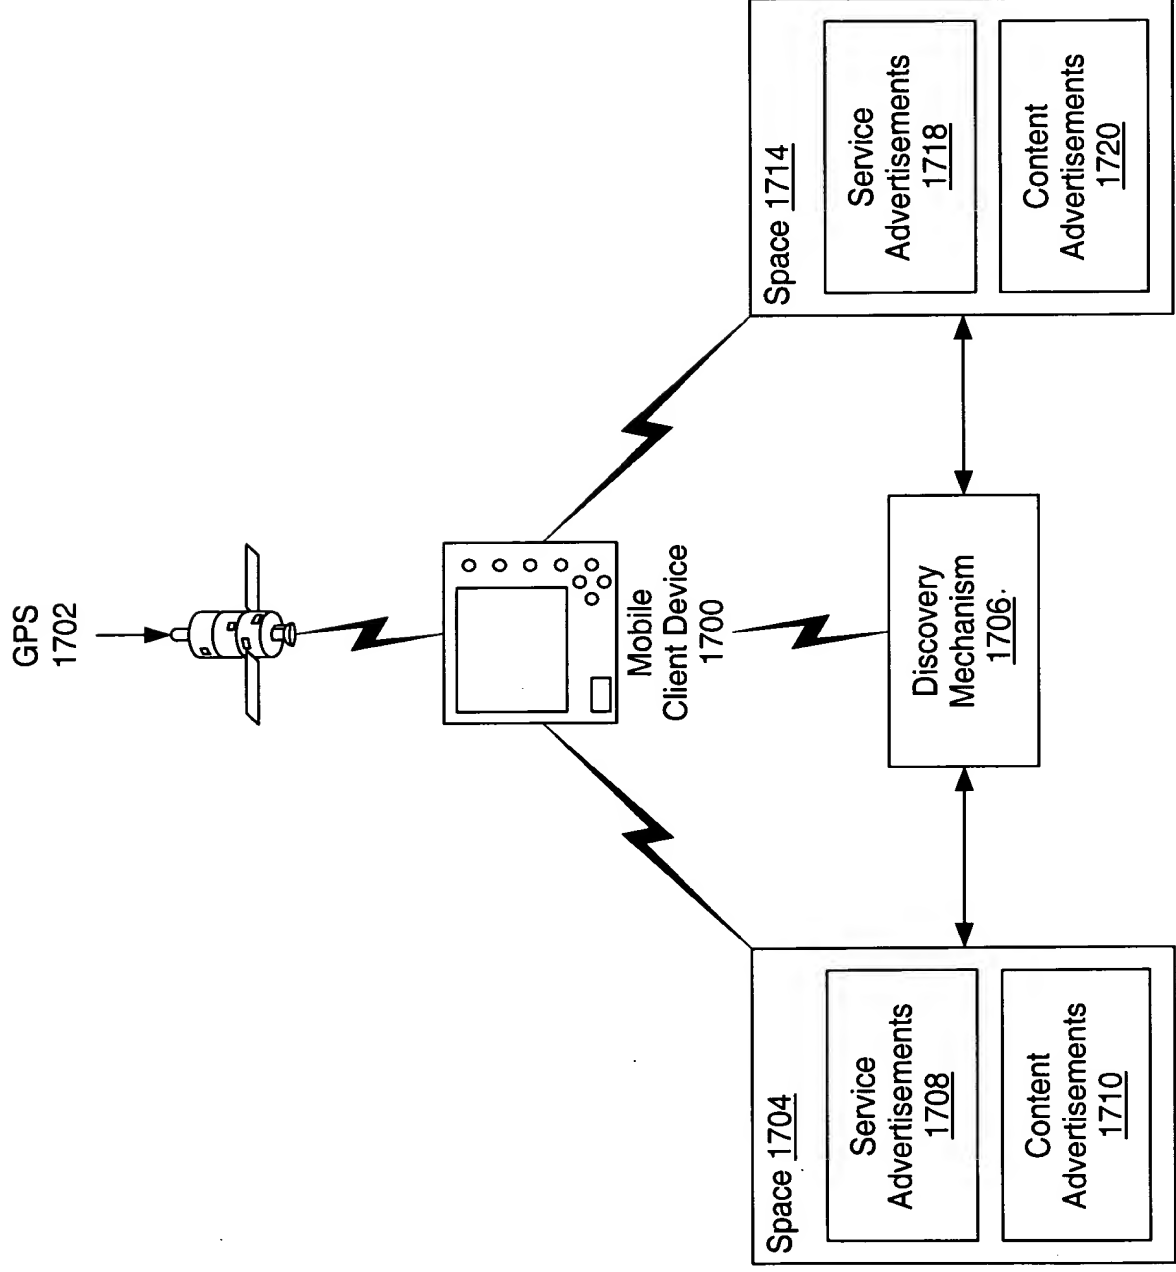 GPS
1702
Mobile
Client Device
1700
Space 1704
Service
Advertisements
1708
Content
Advertisements
1710
Discovery
Mechanism
1706.
Space 1714
Service
Advertisements
1718
Content
Advertisements
1720